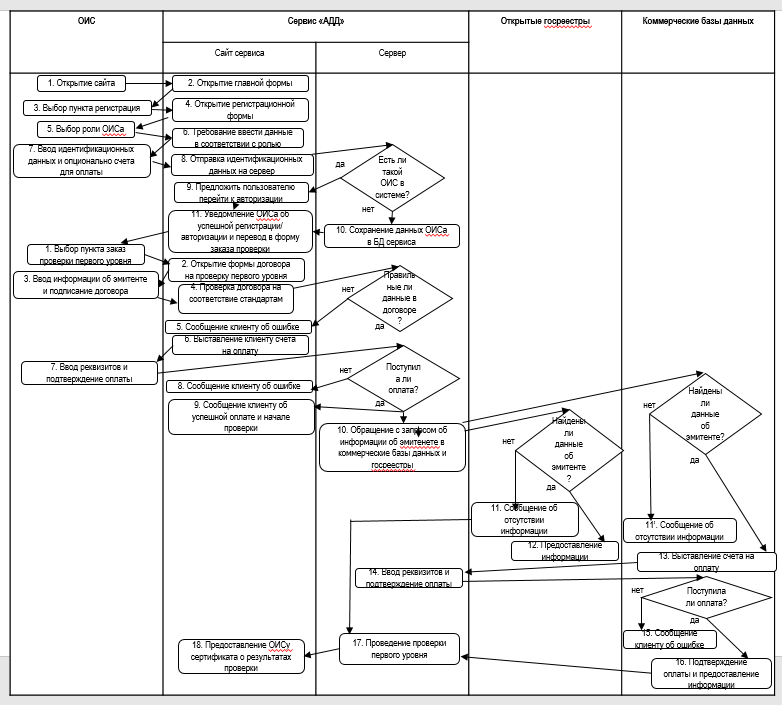 ОИС
Сервис «АДД»
Открытые госреестры
Коммерческие базы данных
Сайт сервиса
Сервер
1. Открытие сайта
2. Открытие главной формы
3. Выбор пункта регистрация
4. Открытие регистрационной
формы
5. Выбор роли ОИСа
6. Требование ввести данные
в соответствии с ролью
7. Ввод идентификационных
данных и опционально счета
для оплаты
8. Отправка идентификационных
данных на сервер
да
Есть ли
такой
ОИС в
системе?
нет
9. Предложить пользователю
перейти к авторизации
10. Сохранение данных ОИСа
в БД сервиса
11. Уведомление ОИСа об
успешной регистрации/
авторизации и перевод в форму
заказа проверки
1. Выбор пункта заказ
проверки первого уровня
2. Открытие формы договора
на проверку первого уровня
3. Ввод информации об эмитенте
и подписание договора
4. Проверка договора на
соответствие стандартам
нет
Правиль
ные ли
данные в
договоре
?
да
5. Сообщение клиенту об ошибке
6. Выставление клиенту счета
на оплату
7. Ввод реквизитов и
подтверждение оплаты
нет
Поступил
а ли
оплата?
да
8. Сообщение клиенту об ошибке
9. Сообщение клиенту об
успешной оплате и начале
проверки
10. Обращение с запросом об
информации об эмитенете в
коммерческие базы данных и
госреестры
нет
Найдены
ли
данные
об
эмитенте
?
да
нет
Найдены
ли
данные
об
эмитенте?
да
11. Сообщение об
отсутствии
информации
11'. Сообщение об
отсутствии информации
12. Предоставление
информации
13. Выставление счета на
оплату
14. Ввод реквизитов и
подтверждение оплаты
нет
Поступила
ли оплата?
да
15. Сообщение
клиенту об ошибке
16. Подтверждение
оплаты и предоставление
информации
17. Проведение проверки
первого уровня
18. Предоставление ОИСу
сертификата о результатах
проверки